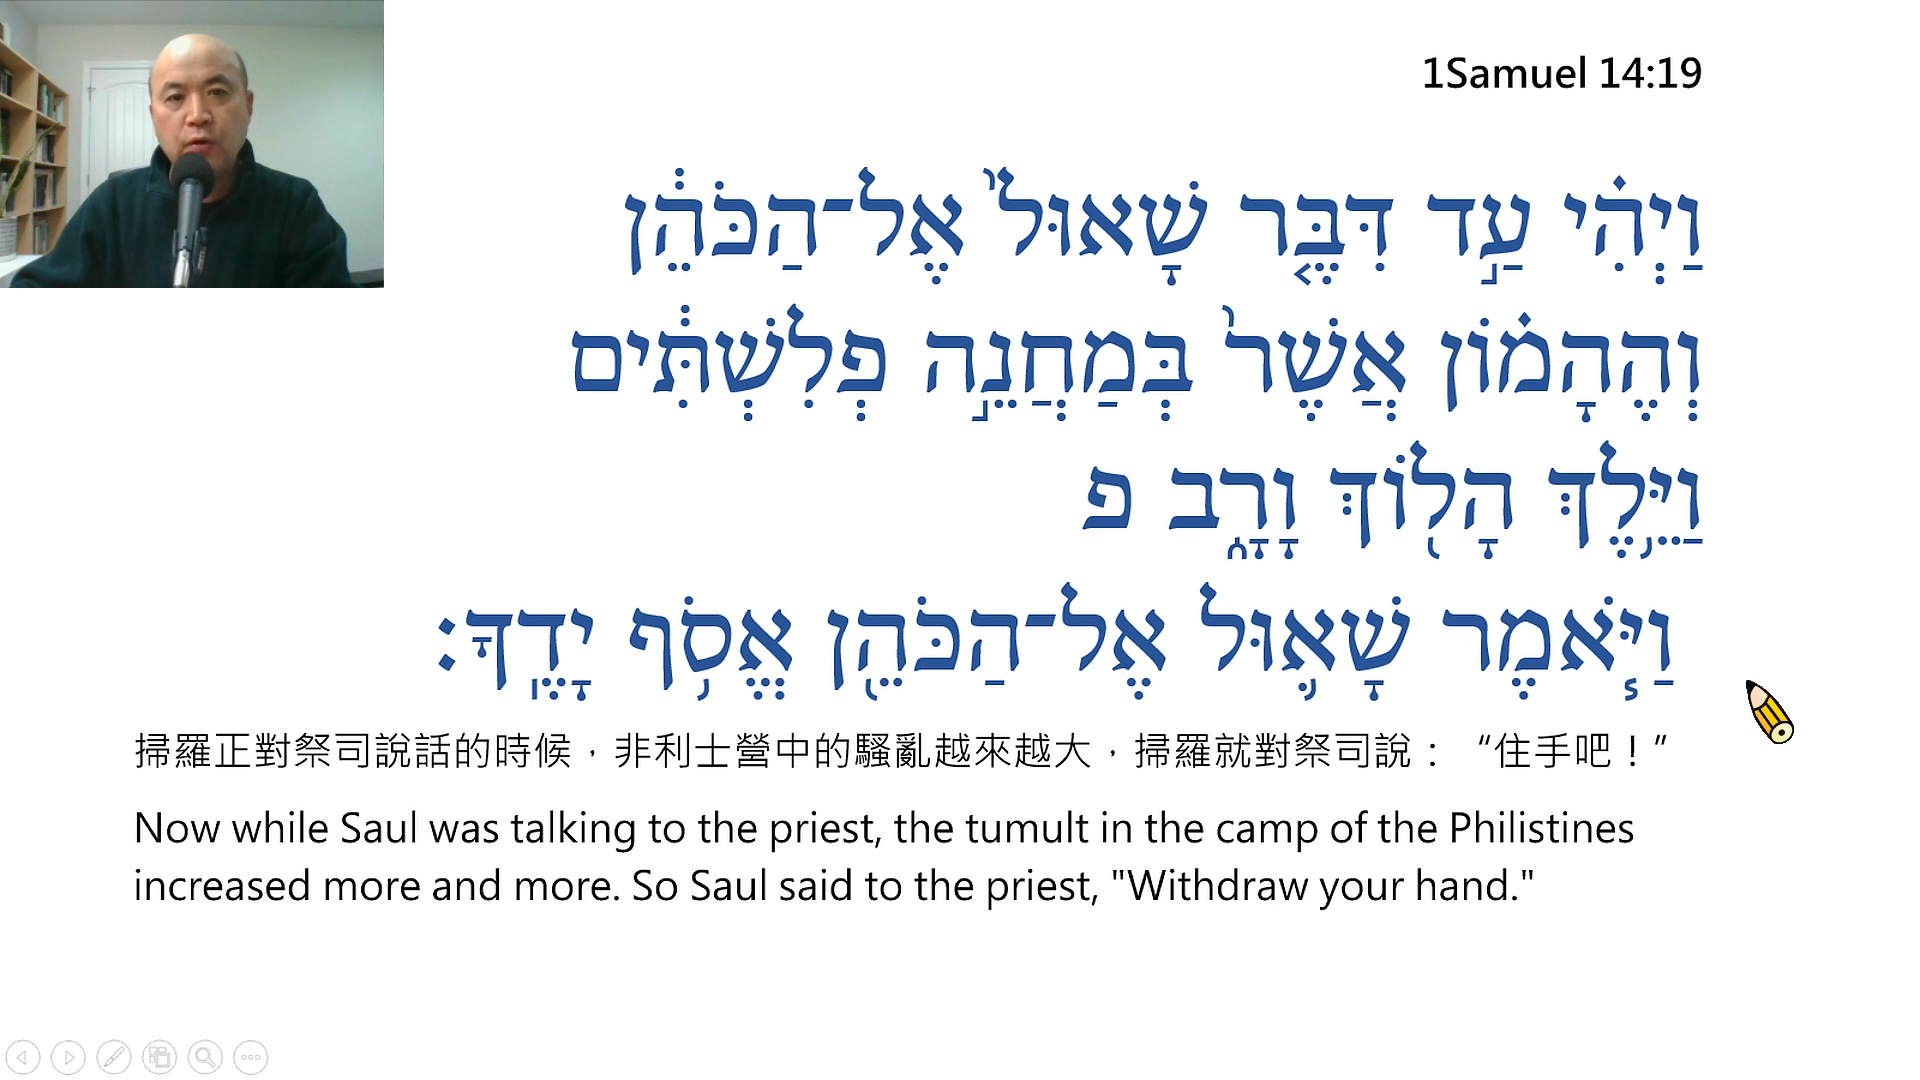 1Samuel 14:19
וַיְהִ֗י עַ֣ד דִּבֶּ֤ר שָׁאוּל֙ אֶל־הַכֹּהֵ֔ן
וְהֶהָמ֗וֹן אֲשֶׁר֙ בְּמַחֲנֵ֣ה פְלִשְׁתִּ֔ים
וַיֵּ֥לֶךְ הָל֖וֹךְ וָרָ֑ב פ
וַיֹּ֧אמֶר שָׁא֛וּל אֶל־הַכֹּהֵ֖ן אֱסֹ֥ף יָדֶֽךָ׃
掃羅正對祭司說話的時候，非利士營中的騷亂越來越大，掃羅就對祭司說：“住手吧！”
Now while Saul was talking to the priest, the tumult in the camp of the Philistines
increased more and more. So Saul said to the priest, "Withdraw your hand."